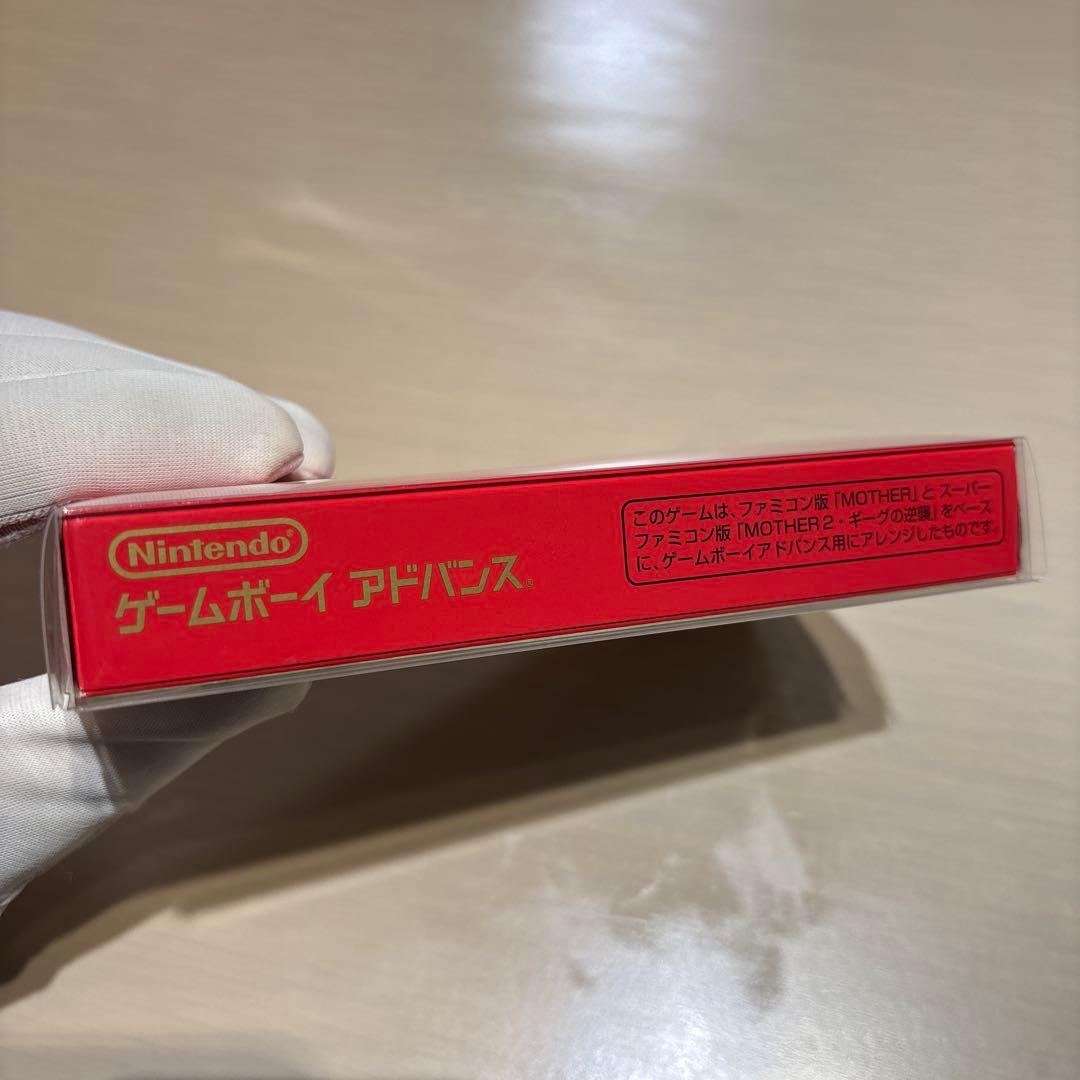 Nintendo
ゲームボーイ アドバンス®
このゲームは、ファミコン版「MOTHER」と スーパー
ファミコン版「MOTHER 2・ギーグの逆襲」をベース
に、ゲームボーイアドバンス用にアレンジしたものです。